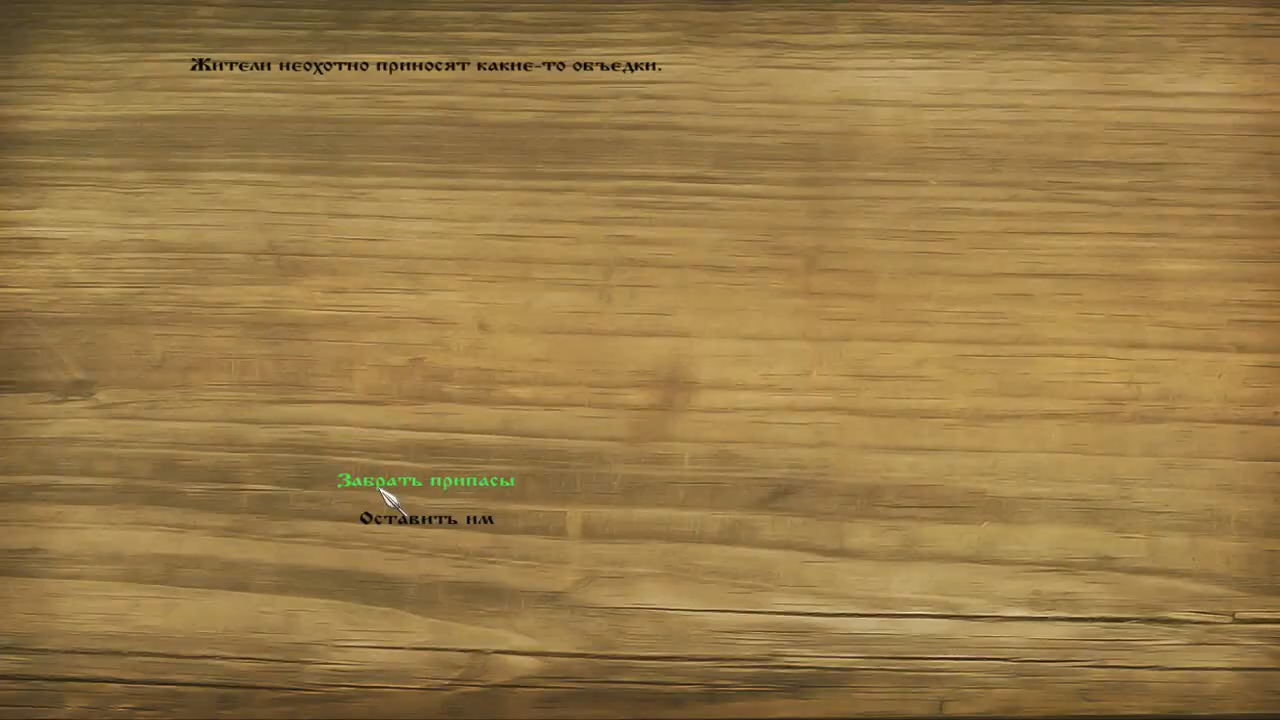 Жители неохотно приносят какие-то объедки.
Забрать припасы
Оставить им